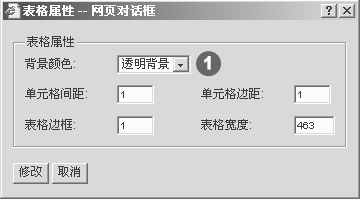 表格属性 -- 网页对话框
表格属性
背景颜色: 透明背景 1
单元格间距: 1 单元格边距: 1
表格边框: 1 表格宽度: 463
修改 取消